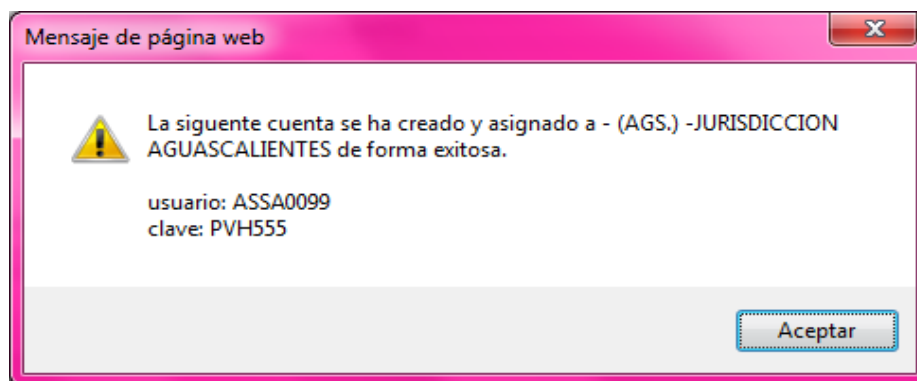 Mensaje de página web
La siguente cuenta se ha creado y asignado a - (AGS.) -JURISDICCION
AGUASCALIENTES de forma exitosa.
usuario: ASSA0099
clave: PVH555
Aceptar